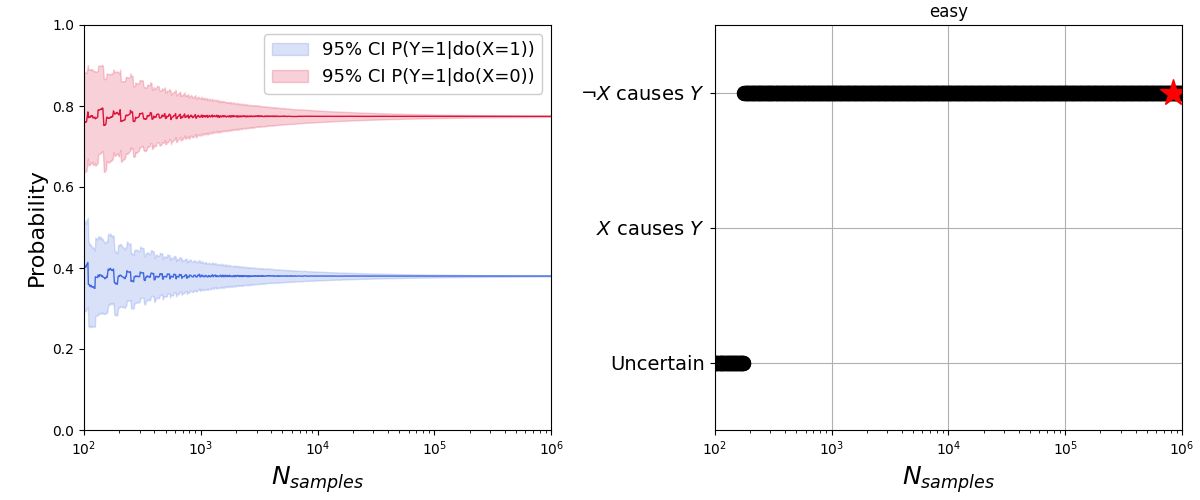 95% CI P(Y=1|do(X=1))
95% CI P(Y=1|do(X=0))
1.0
0.8
0.6
0.4
0.2
0.0
Probability
10² 10³ 10⁴ 10⁵ 10⁶
N_samples
easy
¬X causes Y
X causes Y
Uncertain
10² 10³ 10⁴ 10⁵ 10⁶
N_samples